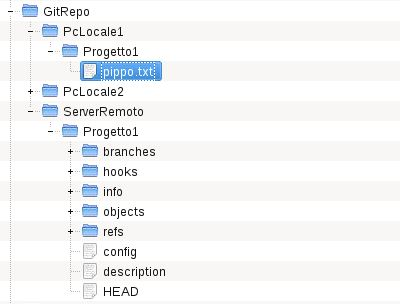 GitRepo
PcLocale1
Progetto1
pippo.txt
PcLocale2
ServerRemoto
Progetto1
branches
hooks
info
objects
refs
config
description
HEAD